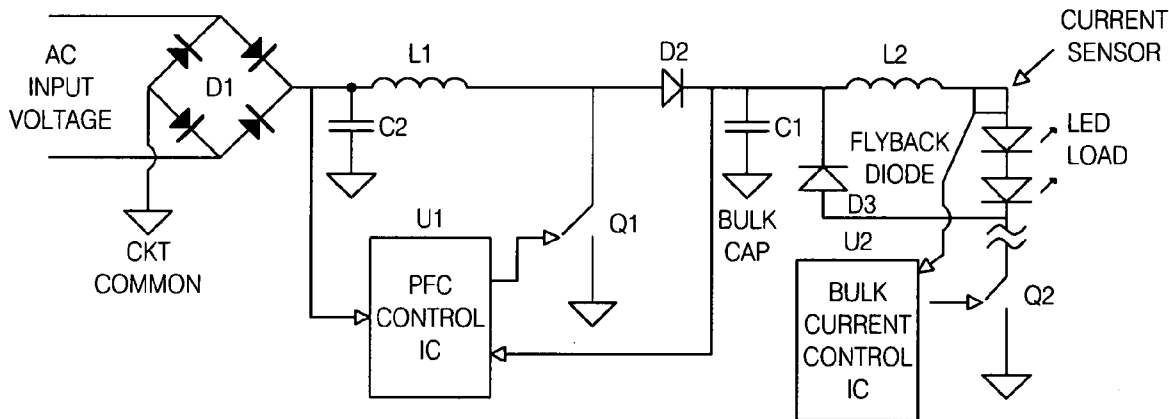 AC
INPUT
VOLTAGE
D1
CKT
COMMON
L1
C2
U1
PFC
CONTROL
IC
Q1
D2
C1
BULK
CAP
L2
CURRENT
SENSOR
FLYBACK
DIODE
D3
LED
LOAD
U2
BULK
CURRENT
CONTROL
IC
Q2